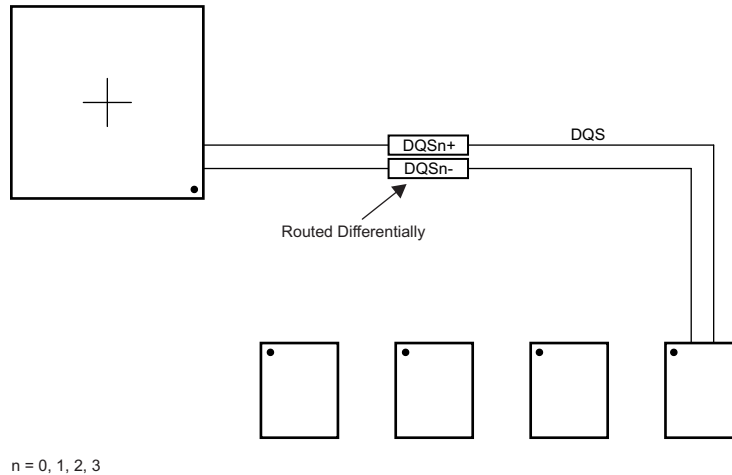 DQSn+
DQS
DQSn-
Routed Differentially
n = 0, 1, 2, 3